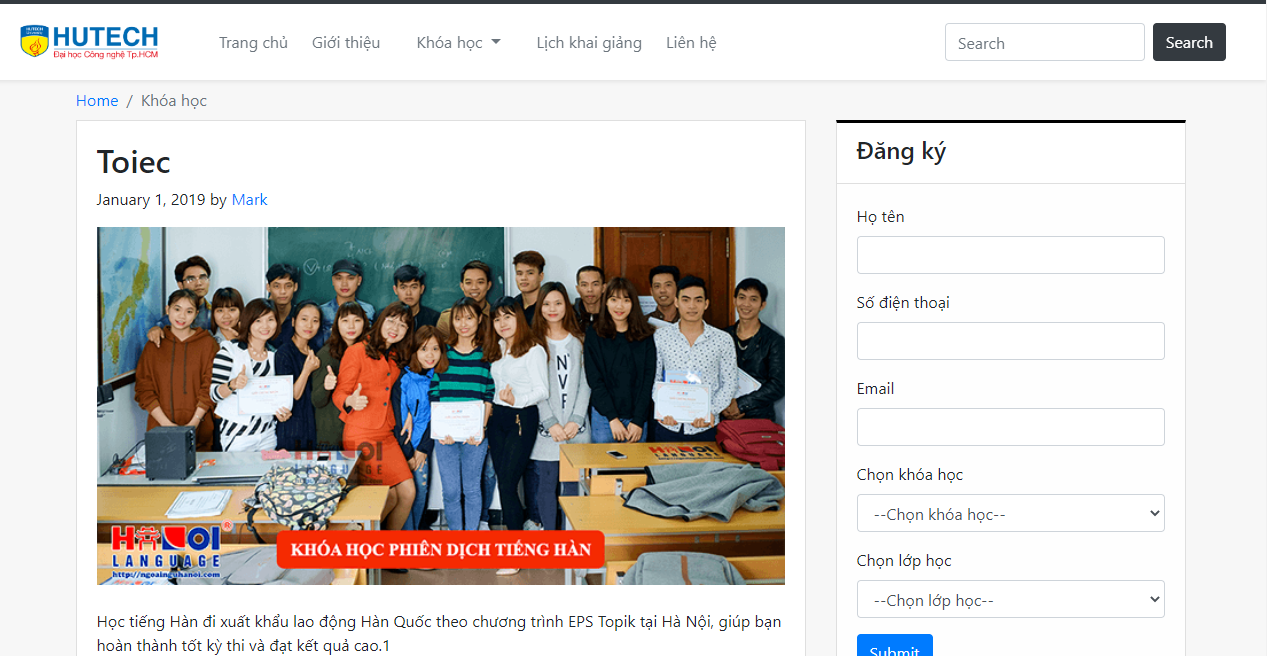 HUTECH
Đại học Công nghệ Tp.HCM
Trang chủ Giới thiệu Khóa học Lịch khai giảng Liên hệ Search Search
Home / Khóa học
Toiec
January 1, 2019 by Mark
HÀ NỘI
LANGUAGE
HANOI ®
LANGUAGE
http://ngoainguhanoi.com
KHÓA HỌC PHIÊN DỊCH TIẾNG HÀN
Học tiếng Hàn đi xuất khẩu lao động Hàn Quốc theo chương trình EPS Topik tại Hà Nội, giúp bạn
hoàn thành tốt kỳ thi và đạt kết quả cao.1
Đăng ký
Họ tên
Số điện thoại
Email
Chọn khóa học
--Chọn khóa học--
Chọn lớp học
--Chọn lớp học--
Submit